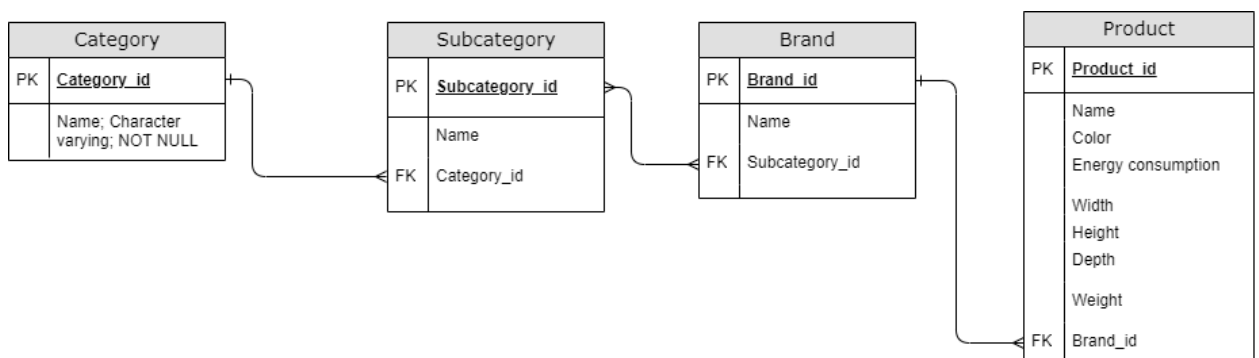 Category
PK Category_id
Name; Character
varying; NOT NULL
Subcategory
PK Subcategory_id
Name
FK Category_id
Brand
PK Brand_id
Name
FK Subcategory_id
Product
PK Product_id
Name
Color
Energy consumption
Width
Height
Depth
Weight
FK Brand_id